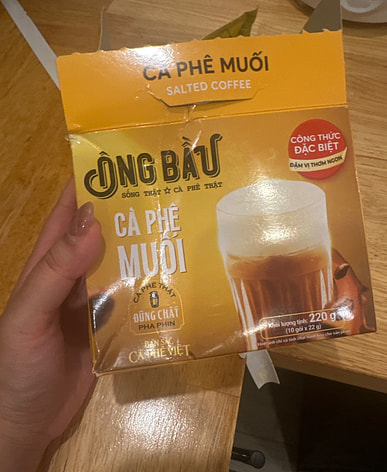 CÀ PHÊ MUỐI
SALTED COFFEE
CÔNG THỨC
ĐẶC BIỆT
ĐẬM VỊ THƠM NGON
ÔNG BẦU
SỐNG THẬT ☆ CÀ PHÊ THẬT
CÀ PHÊ
MUỐI
CÀ PHÊ THẬT
ĐÚNG CHẤT
PHA PHIN
BẢN SẮC
CÀ PHÊ VIỆT
Khối lượng tịnh: 220 g
(10 gói x 22 g)